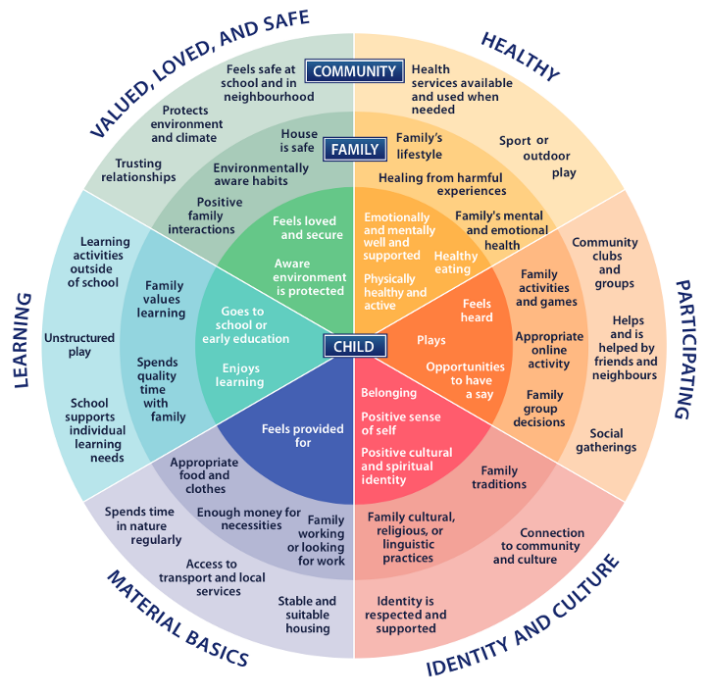 VALUED, LOVED, AND SAFE
Feels safe at
school and in
neighbourhood
Protects
environment
and climate
Trusting
relationships
House
is safe
Environmentally
aware habits
Positive
family
interactions
Feels loved
and secure
Aware
environment
is protected
COMMUNITY
FAMILY
CHILD
HEALTHY
Health
services available
and used when
needed
Sport or
outdoor
play
Family's
lifestyle
Healing from harmful
experiences
Family's mental
and emotional
health
Emotionally
and mentally
well and
supported
Healthy
eating
Physically
healthy and
active
PARTICIPATING
Community
clubs
and
groups
Helps
and is
helped by
friends and
neighbours
Social
gatherings
Family
activities
and games
Appropriate
online
activity
Family
group
decisions
Feels
heard
Plays
Opportunities
to have
a say
IDENTITY AND CULTURE
Belonging
Positive sense
of self
Positive cultural
and spiritual
identity
Family
traditions
Family cultural,
religious, or
linguistic
practices
Connection
to community
and culture
Identity is
respected and
supported
MATERIAL BASICS
Feels provided
for
Appropriate
food and
clothes
Enough money for
necessities
Family
working
or looking
for work
Spends time
in nature
regularly
Access to
transport and local
services
Stable and
suitable
housing
LEARNING
Learning
activities
outside
of school
Unstructured
play
School
supports
individual
learning
needs
Family
values
learning
Spends
quality
time
with
family
Goes to
school or
early education
Enjoys
learning